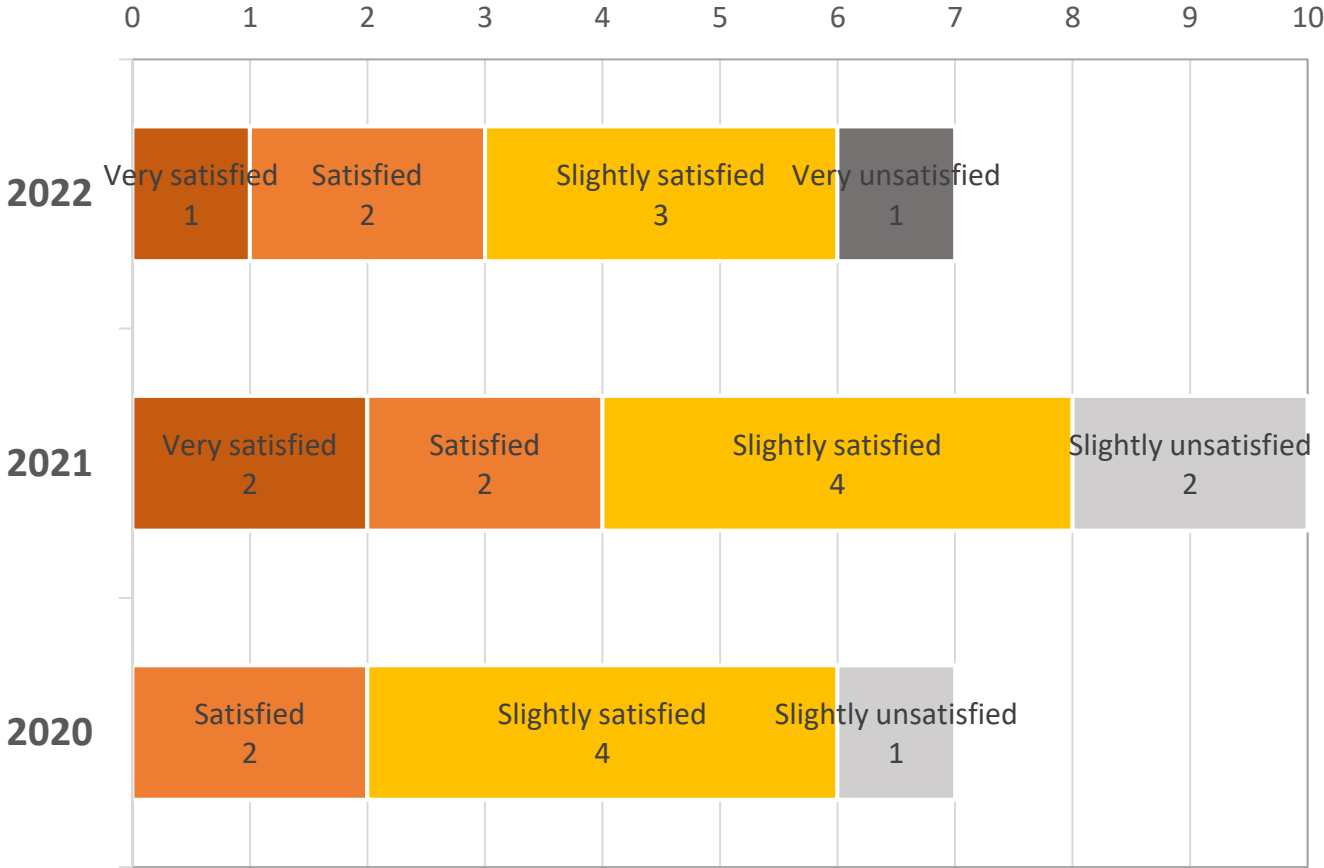 0 1 2 3 4 5 6 7 8 9 10
2022
Very satisfied
1
Satisfied
2
Slightly satisfied
3
Very unsatisfied
1
2021
Very satisfied
2
Satisfied
2
Slightly satisfied
4
Slightly unsatisfied
2
2020
Satisfied
2
Slightly satisfied
4
Slightly unsatisfied
1